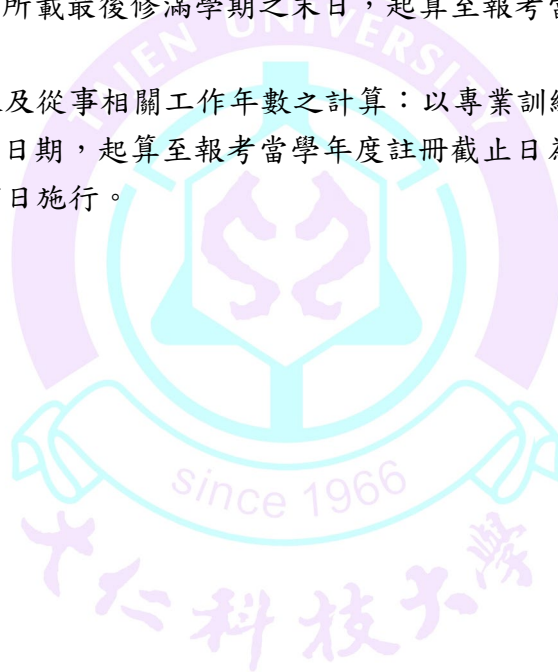 所載最後修滿學期之末日，起算至報考當
及從事相關工作年數之計算：以專業訓練
日期，起算至報考當學年度註冊截止日為
日施行。
TAJEN UNIVERSITY
since 1966
大仁科技大學